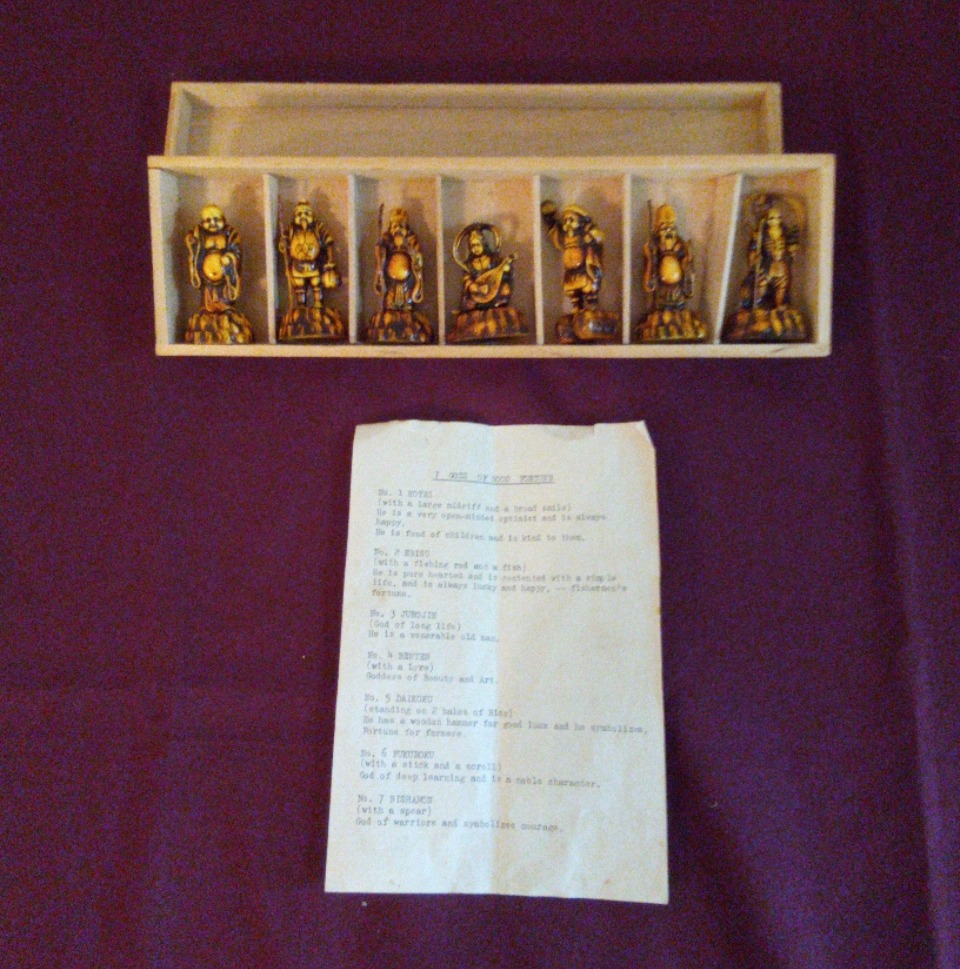 7 GODS OF GOOD FORTUNE
No. 1 HOTEI
(with a large midriff and a broad smile)
He is a very open-minded optimist and is always
happy.
He is fond of children and is kind to them.
No. 2 EBISU
(with a fishing rod and a fish)
He is pure hearted and is contented with a simple
life, and is always lucky and happy, -- fishermen's
fortune.
No. 3 JUROJIN
(God of long life)
He is a venerable old man.
No. 4 BENTEN
(with a Lyre)
Goddess of Beauty and Art.
No. 5 DAIKOKU
(standing on 2 bales of Rice)
He has a wooden hammer for good luck and he symbolizes,
Fortune for farmers.
No. 6 FUKUROKU
(with a stick and a scroll)
God of deep learning and is a noble character.
No. 7 BISHAMON
(with a spear)
God of warriors and symbolizes courage.